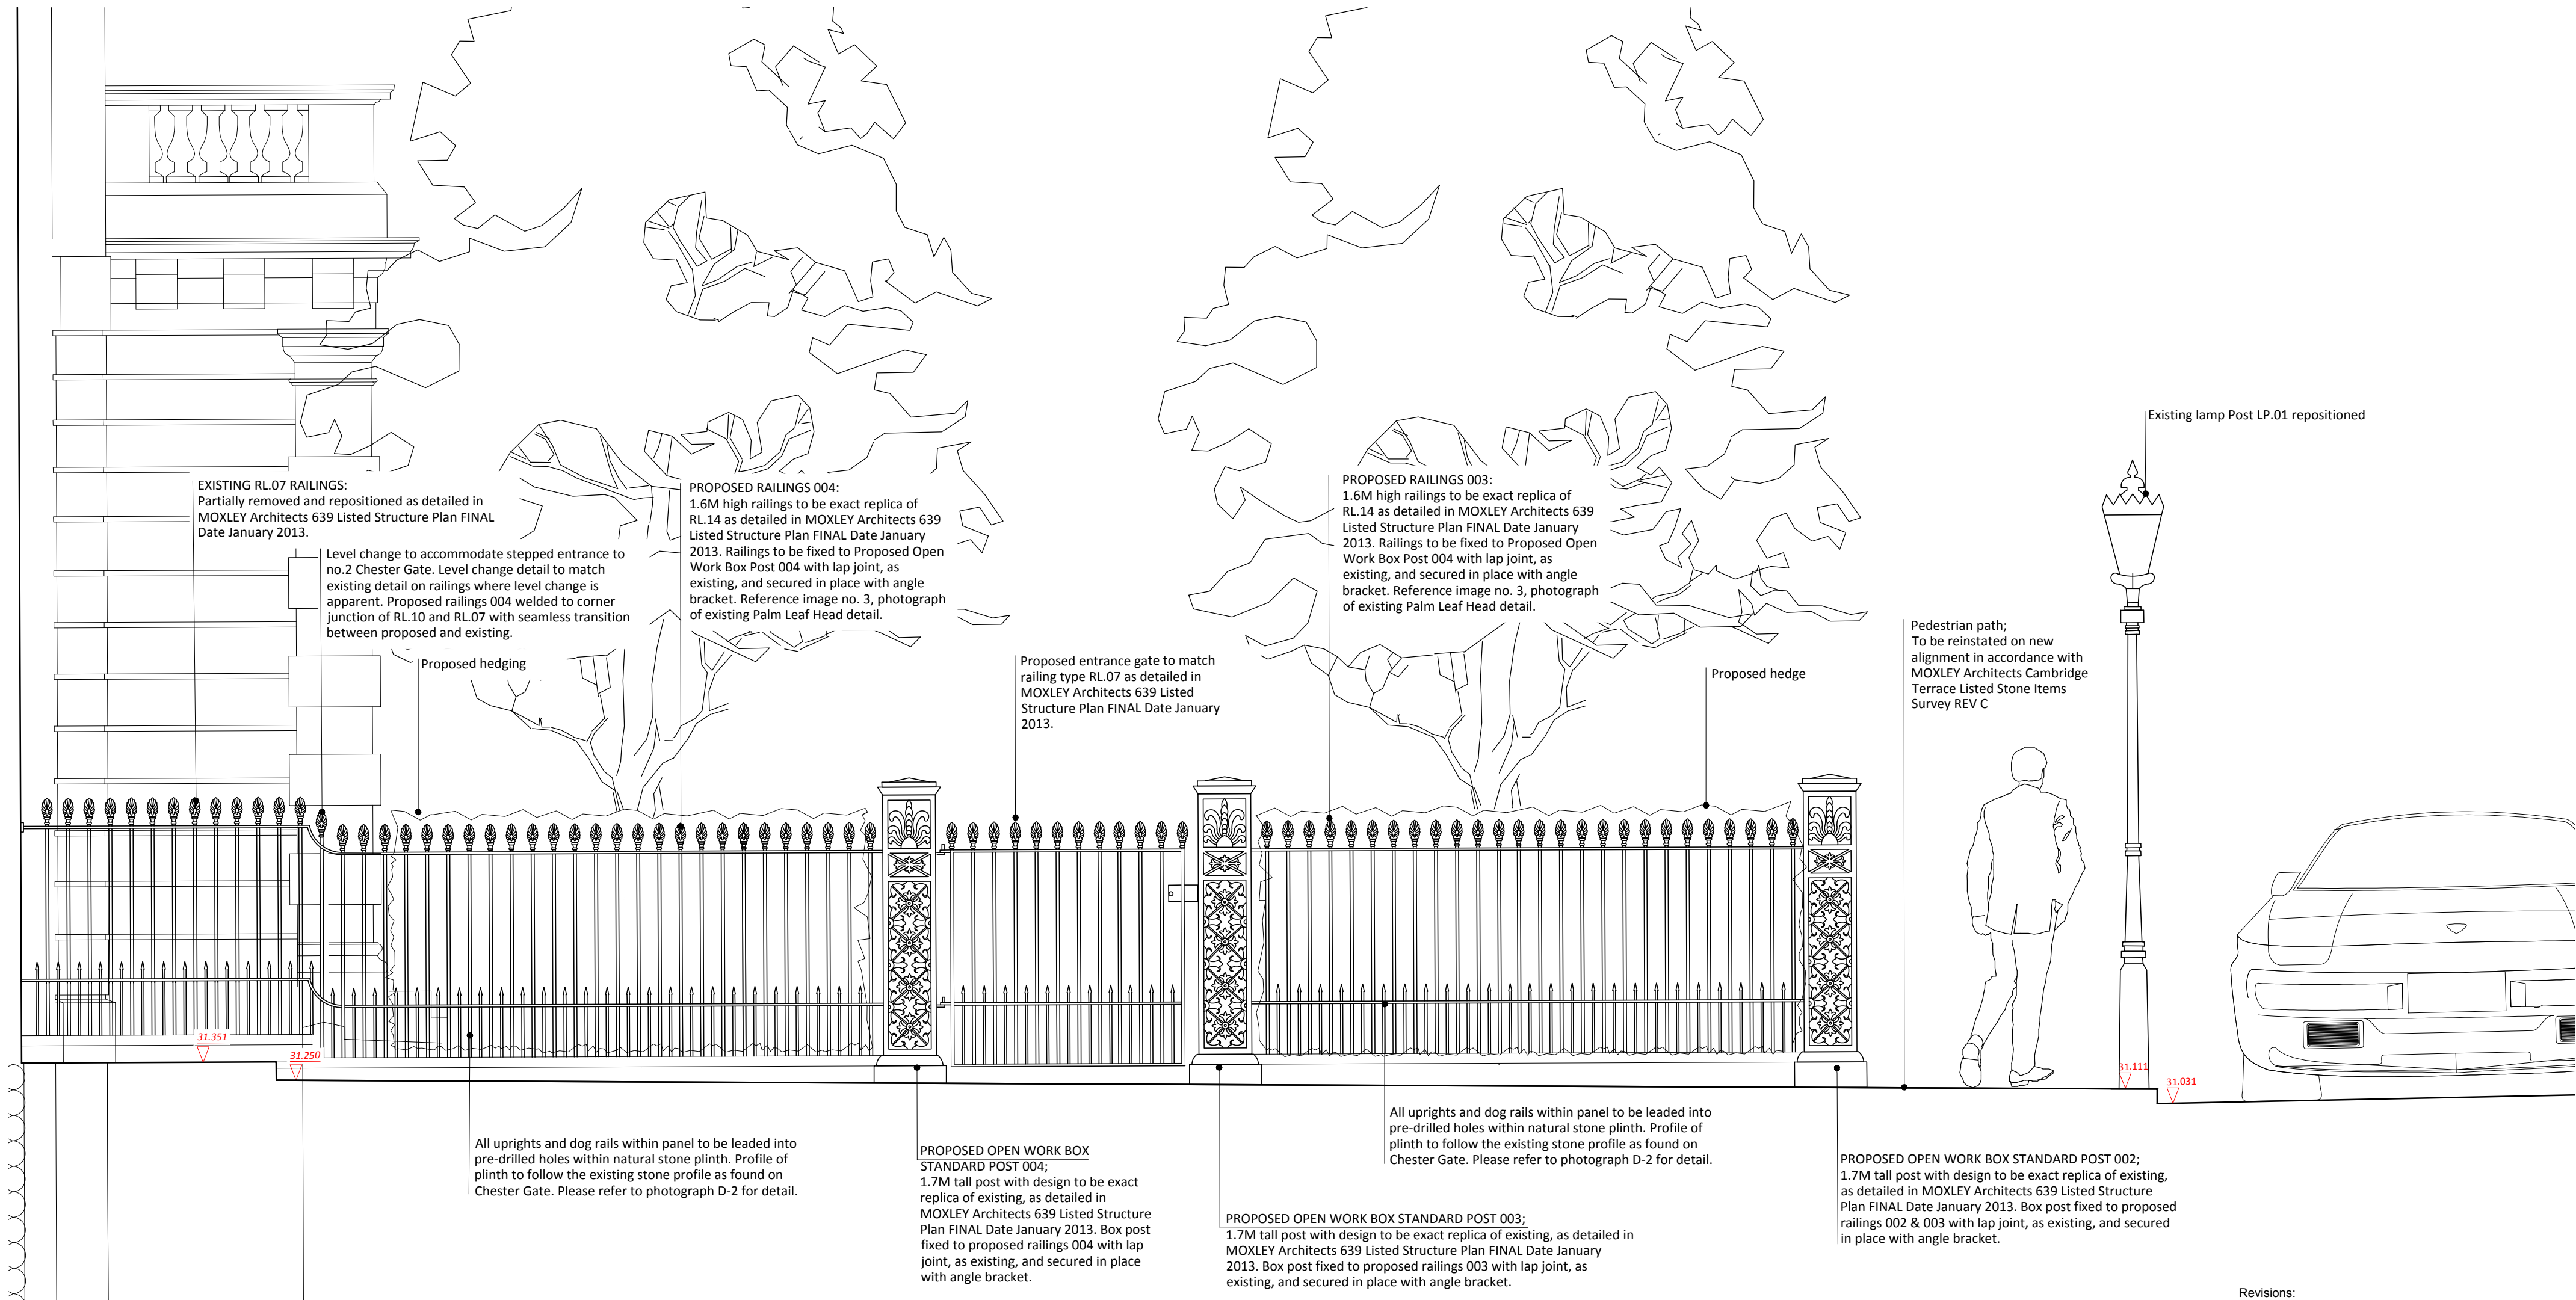 Existing lamp Post LP.01 repositioned
EXISTING RL.07 RAILINGS:
Partially removed and repositioned as detailed in
MOXLEY Architects 639 Listed Structure Plan FINAL
Date January 2013.
Level change to accommodate stepped entrance to
no.2 Chester Gate. Level change detail to match
existing detail on railings where level change is
apparent. Proposed railings 004 welded to corner
junction of RL.10 and RL.07 with seamless transition
between proposed and existing.
PROPOSED RAILINGS 004:
1.6M high railings to be exact replica of
RL.14 as detailed in MOXLEY Architects 639
Listed Structure Plan FINAL Date January
2013. Railings to be fixed to Proposed Open
Work Box Post 004 with lap joint, as
existing, and secured in place with angle
bracket. Reference image no. 3, photograph
of existing Palm Leaf Head detail.
PROPOSED RAILINGS 003:
1.6M high railings to be exact replica of
RL.14 as detailed in MOXLEY Architects 639
Listed Structure Plan FINAL Date January
2013. Railings to be fixed to Proposed Open
Work Box Post 004 with lap joint, as
existing, and secured in place with angle
bracket. Reference image no. 3, photograph
of existing Palm Leaf Head detail.
Proposed hedging
Proposed entrance gate to match
railing type RL.07 as detailed in
MOXLEY Architects 639 Listed
Structure Plan FINAL Date January
2013.
Proposed hedge
Pedestrian path;
To be reinstated on new
alignment in accordance with
MOXLEY Architects Cambridge
Terrace Listed Stone Items
Survey REV C
31.351
31.250
31.111
31.031
All uprights and dog rails within panel to be leaded into
pre-drilled holes within natural stone plinth. Profile of
plinth to follow the existing stone profile as found on
Chester Gate. Please refer to photograph D-2 for detail.
PROPOSED OPEN WORK BOX
STANDARD POST 004;
1.7M tall post with design to be exact
replica of existing, as detailed in
MOXLEY Architects 639 Listed Structure
Plan FINAL Date January 2013. Box post
fixed to proposed railings 004 with lap
joint, as existing, and secured in place
with angle bracket.
PROPOSED OPEN WORK BOX STANDARD POST 003;
1.7M tall post with design to be exact replica of existing, as detailed in
MOXLEY Architects 639 Listed Structure Plan FINAL Date January
2013. Box post fixed to proposed railings 003 with lap joint, as
existing, and secured in place with angle bracket.
All uprights and dog rails within panel to be leaded into
pre-drilled holes within natural stone plinth. Profile of
plinth to follow the existing stone profile as found on
Chester Gate. Please refer to photograph D-2 for detail.
PROPOSED OPEN WORK BOX STANDARD POST 002;
1.7M tall post with design to be exact replica of existing,
as detailed in MOXLEY Architects 639 Listed Structure
Plan FINAL Date January 2013. Box post fixed to proposed
railings 002 & 003 with lap joint, as existing, and secured
in place with angle bracket.
Revisions: